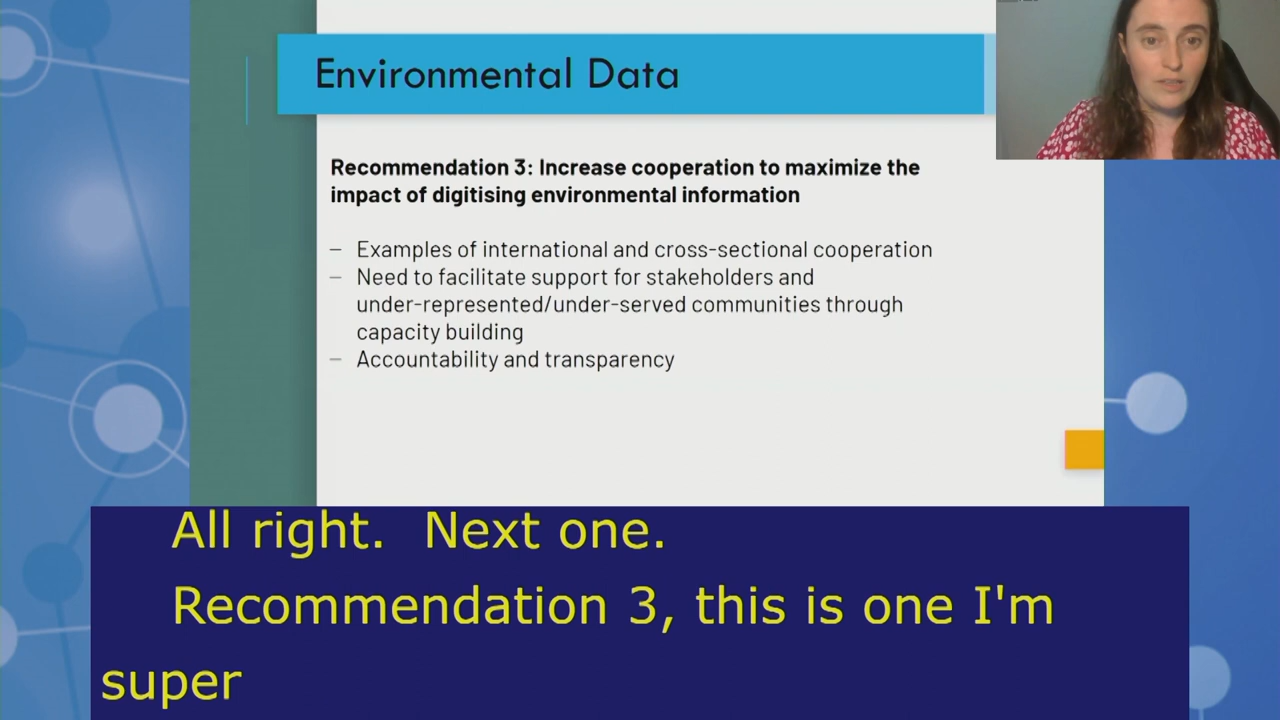 Environmental Data
Recommendation 3: Increase cooperation to maximize the
impact of digitising environmental information
– Examples of international and cross-sectional cooperation
– Need to facilitate support for stakeholders and
under-represented/under-served communities through
capacity building
– Accountability and transparency
All right. Next one.
Recommendation 3, this is one I'm
super